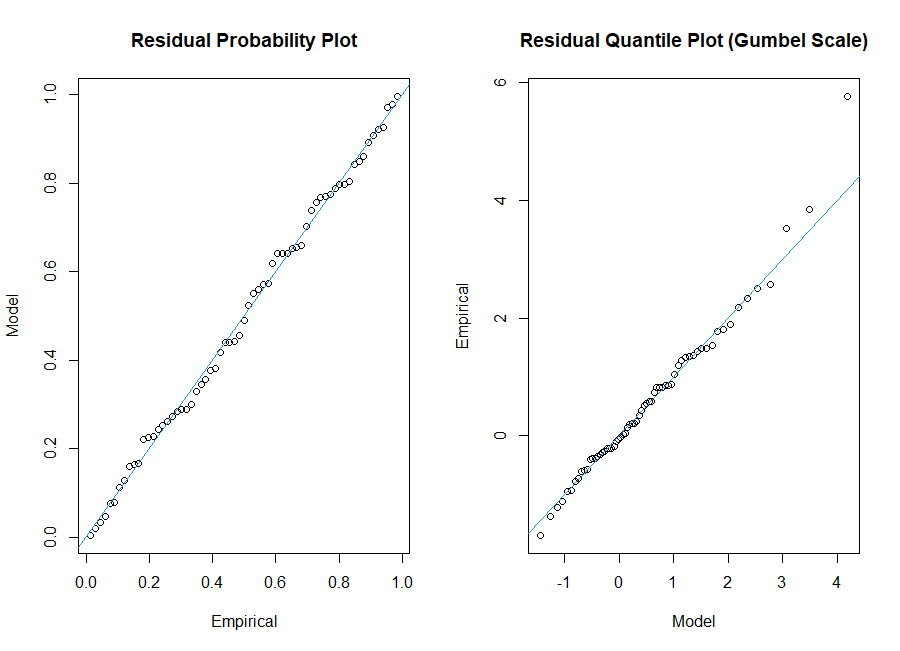 Residual Probability Plot
Model
1.0
0.8
0.6
0.4
0.2
0.0
0.0 0.2 0.4 0.6 0.8 1.0
Empirical
Residual Quantile Plot (Gumbel Scale)
Empirical
6
4
2
0
-1 0 1 2 3 4
Model